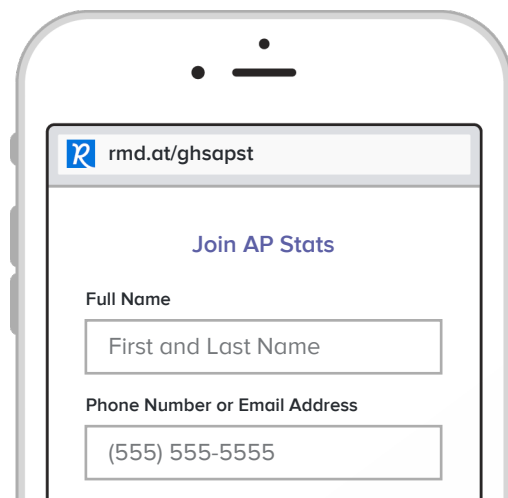 rmd.at/ghsapst
Join AP Stats
Full Name
First and Last Name
Phone Number or Email Address
(555) 555-5555